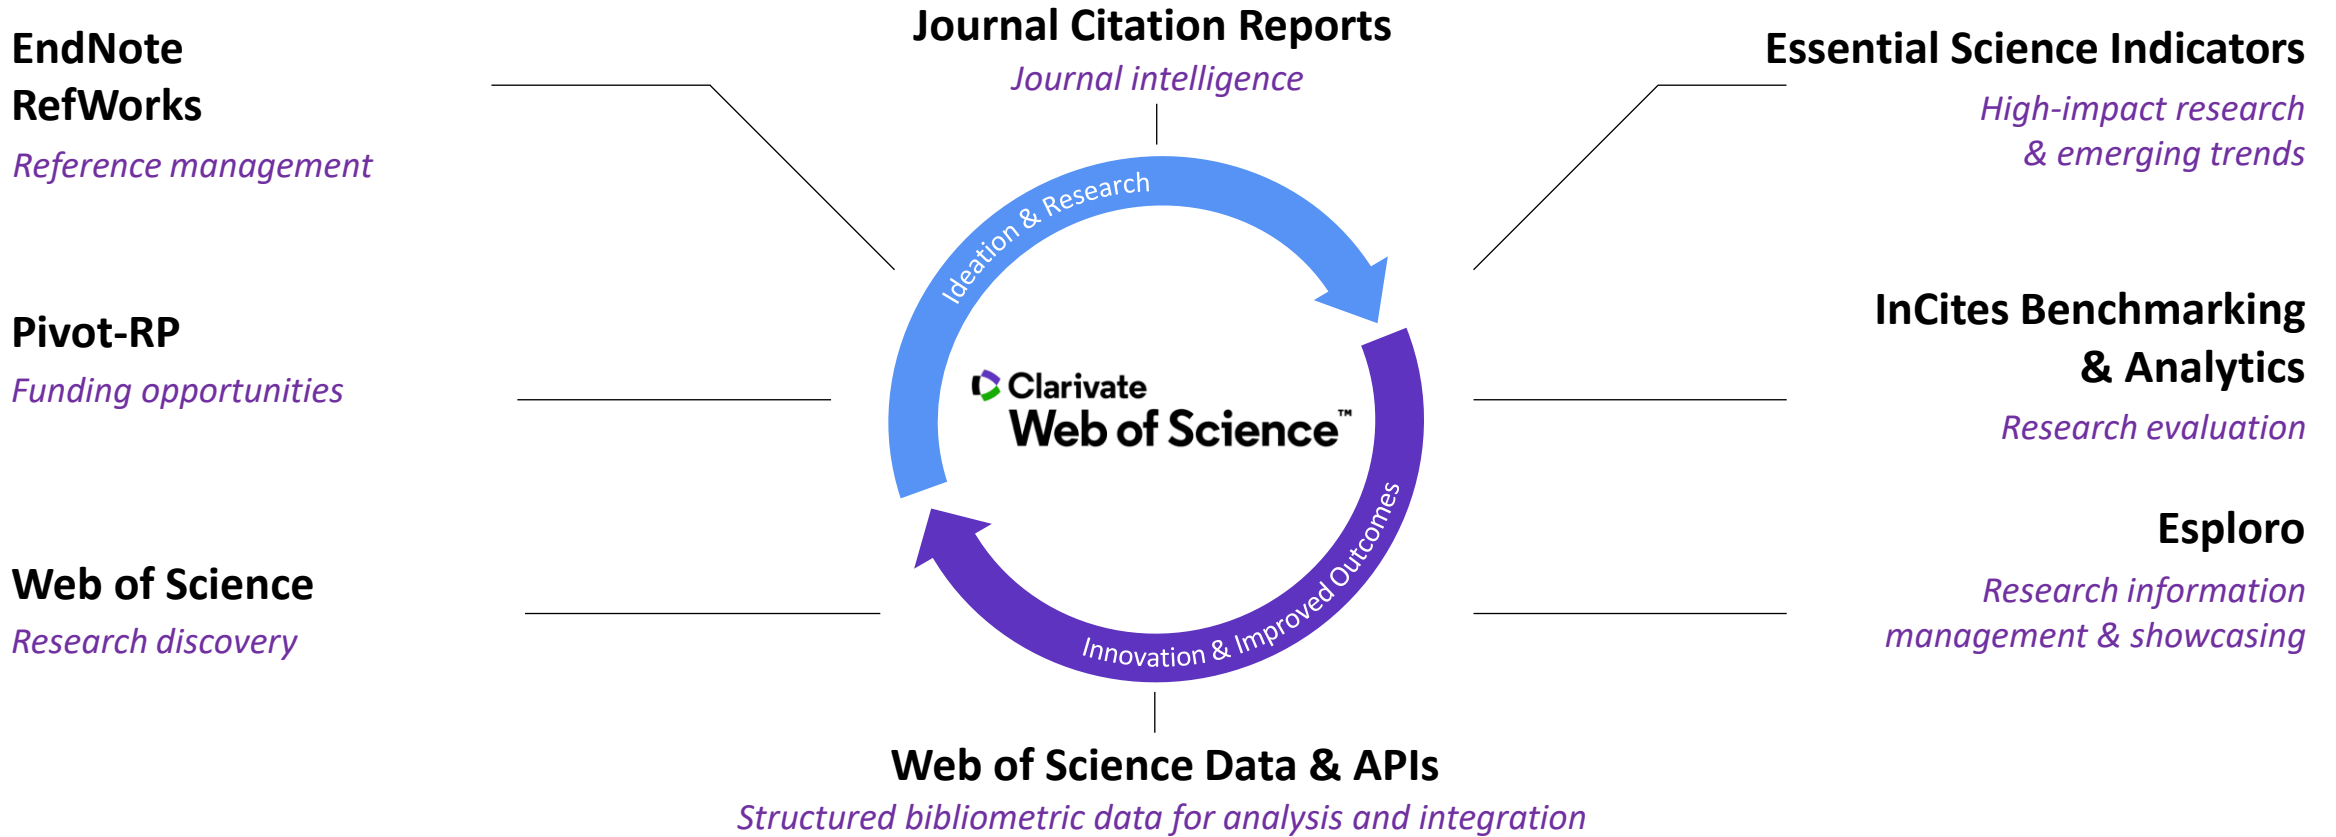 Journal Citation Reports
Journal intelligence
EndNote
RefWorks
Reference management
Essential Science Indicators
High-impact research
& emerging trends
Ideation & Research
Pivot-RP
Funding opportunities
Clarivate
Web of Science™
InCites Benchmarking
& Analytics
Research evaluation
Web of Science
Research discovery
Innovation & Improved Outcomes
Esploro
Research information
management & showcasing
Web of Science Data & APIs
Structured bibliometric data for analysis and integration